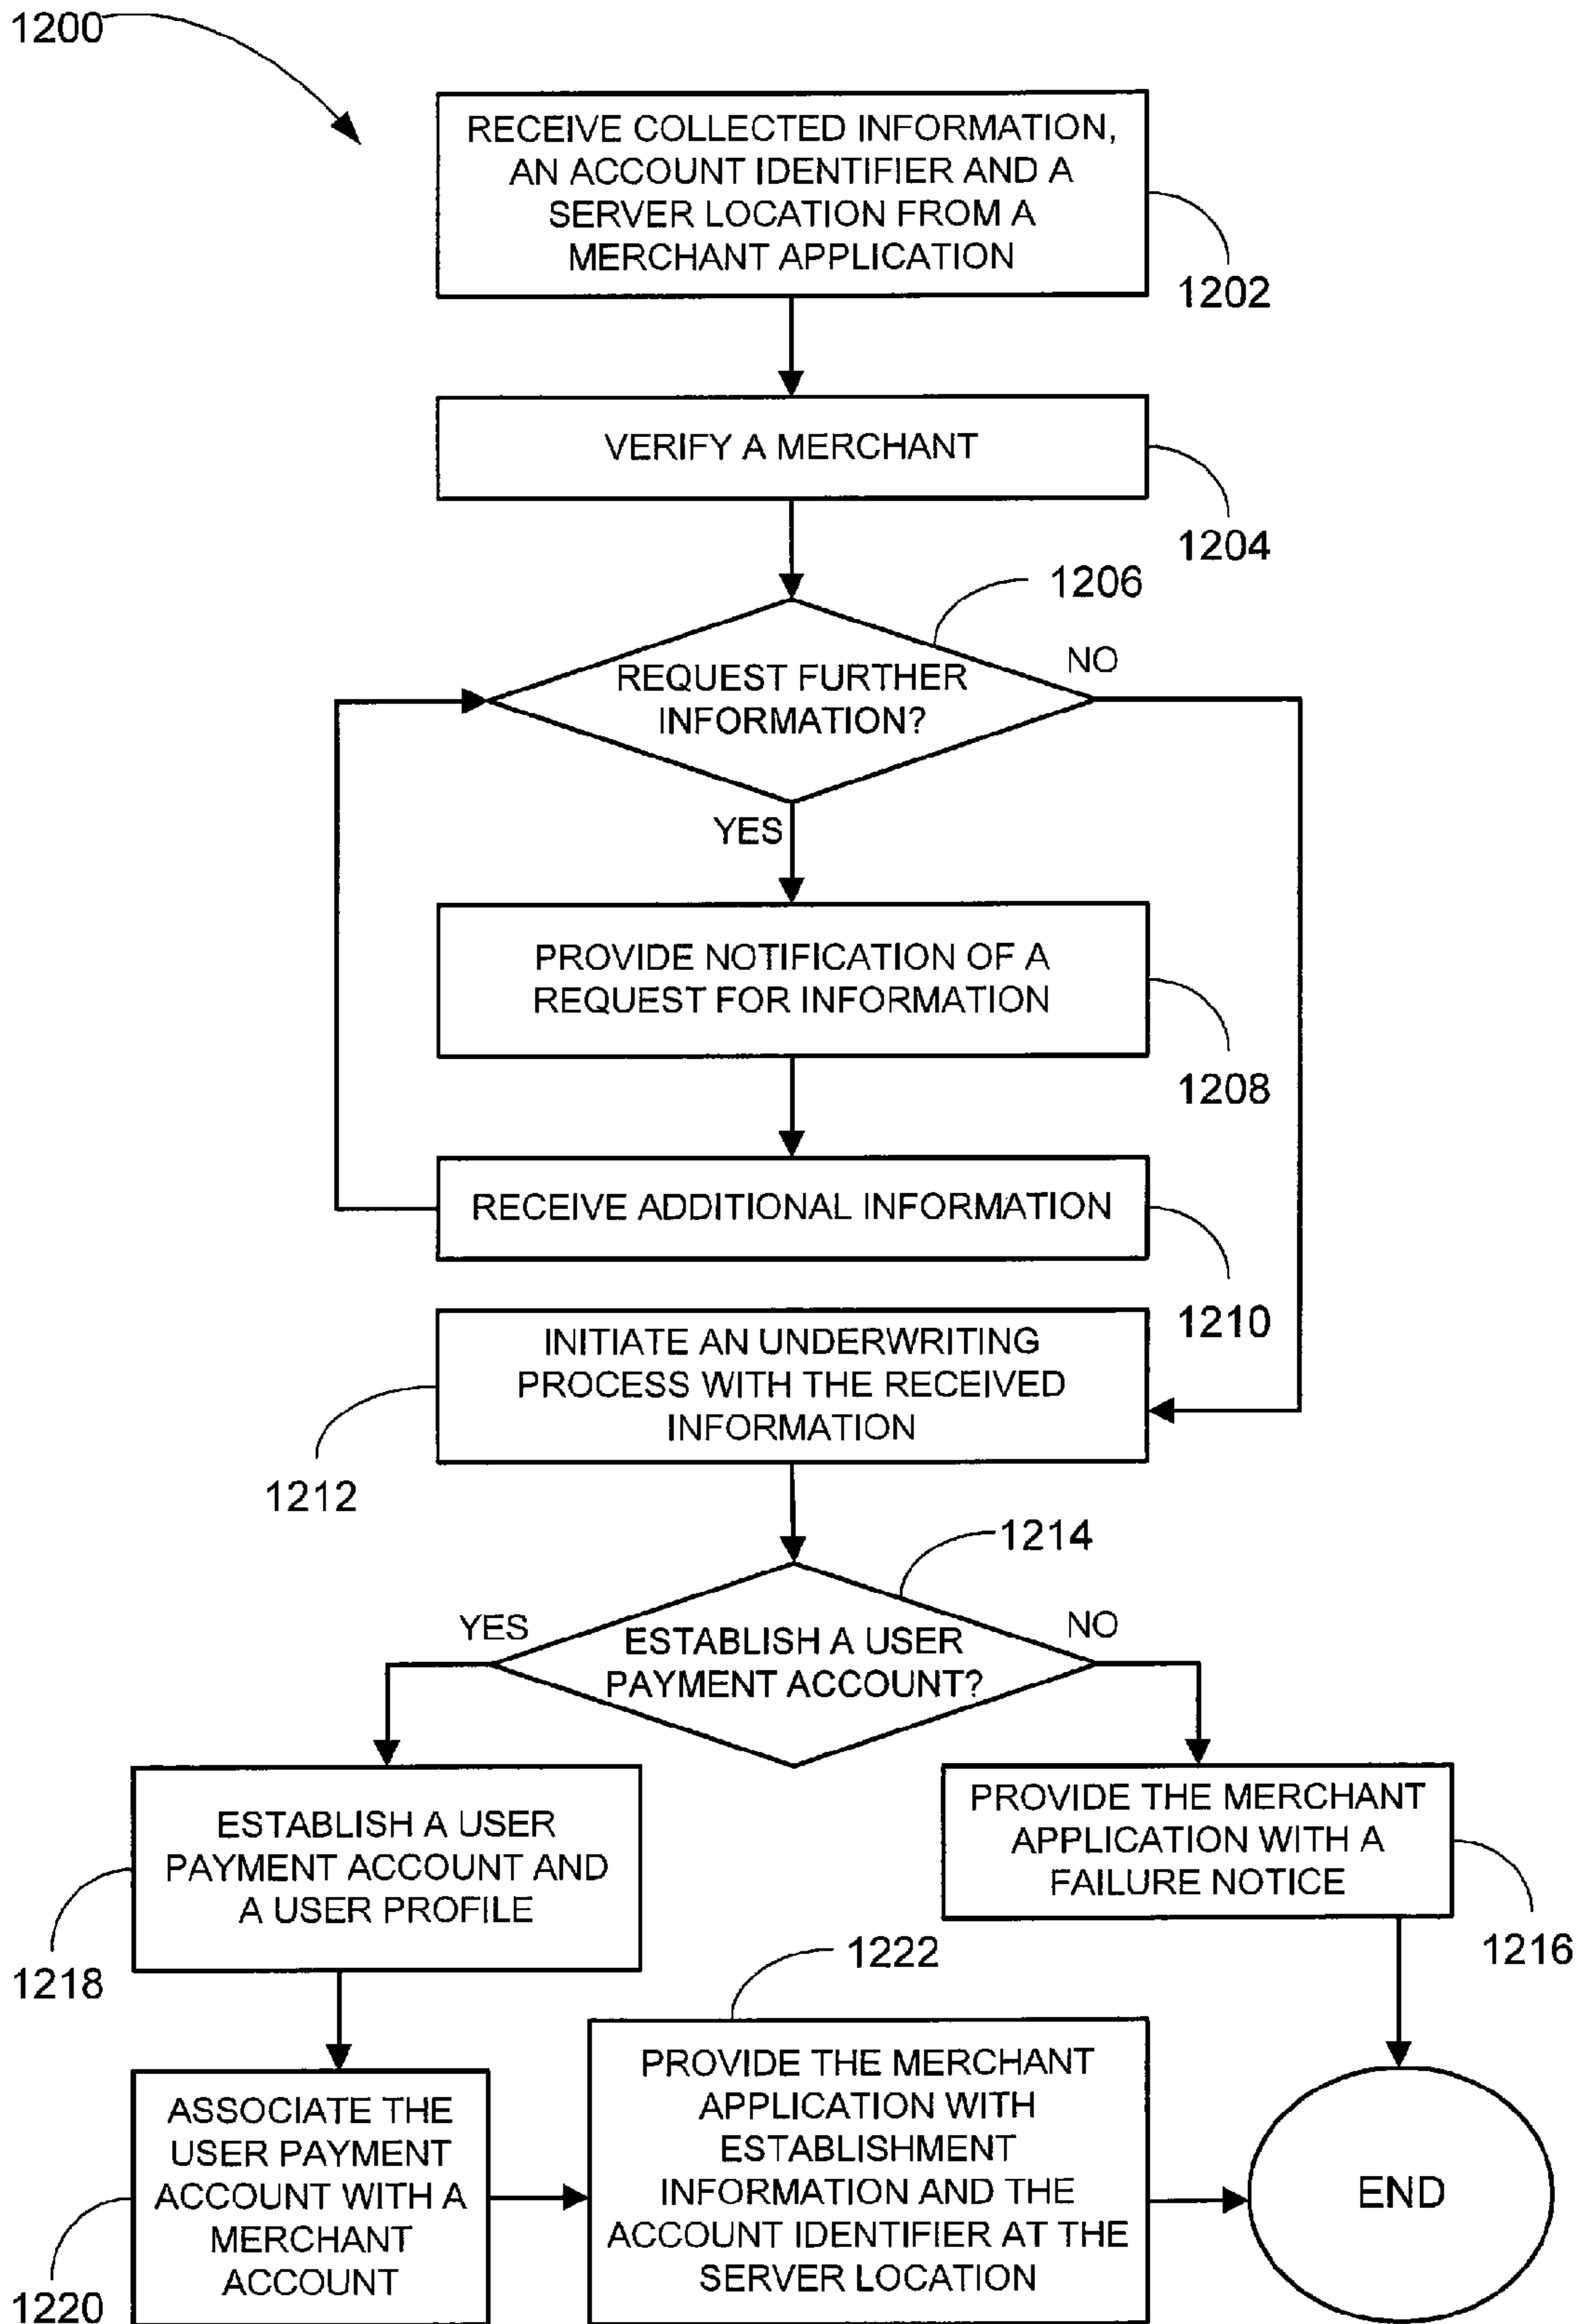 1200
RECEIVE COLLECTED INFORMATION,
AN ACCOUNT IDENTIFIER AND A
SERVER LOCATION FROM A
MERCHANT APPLICATION
1202
VERIFY A MERCHANT
1204
1206
REQUEST FURTHER
INFORMATION?
NO
YES
PROVIDE NOTIFICATION OF A
REQUEST FOR INFORMATION
1208
RECEIVE ADDITIONAL INFORMATION
1210
INITIATE AN UNDERWRITING
PROCESS WITH THE RECEIVED
INFORMATION
1212
1214
YES
ESTABLISH A USER
PAYMENT ACCOUNT?
NO
ESTABLISH A USER
PAYMENT ACCOUNT AND
A USER PROFILE
1218
PROVIDE THE MERCHANT
APPLICATION WITH A
FAILURE NOTICE
1216
1222
ASSOCIATE THE
USER PAYMENT
ACCOUNT WITH A
MERCHANT
ACCOUNT
1220
PROVIDE THE MERCHANT
APPLICATION WITH
ESTABLISHMENT
INFORMATION AND THE
ACCOUNT IDENTIFIER AT THE
SERVER LOCATION
END